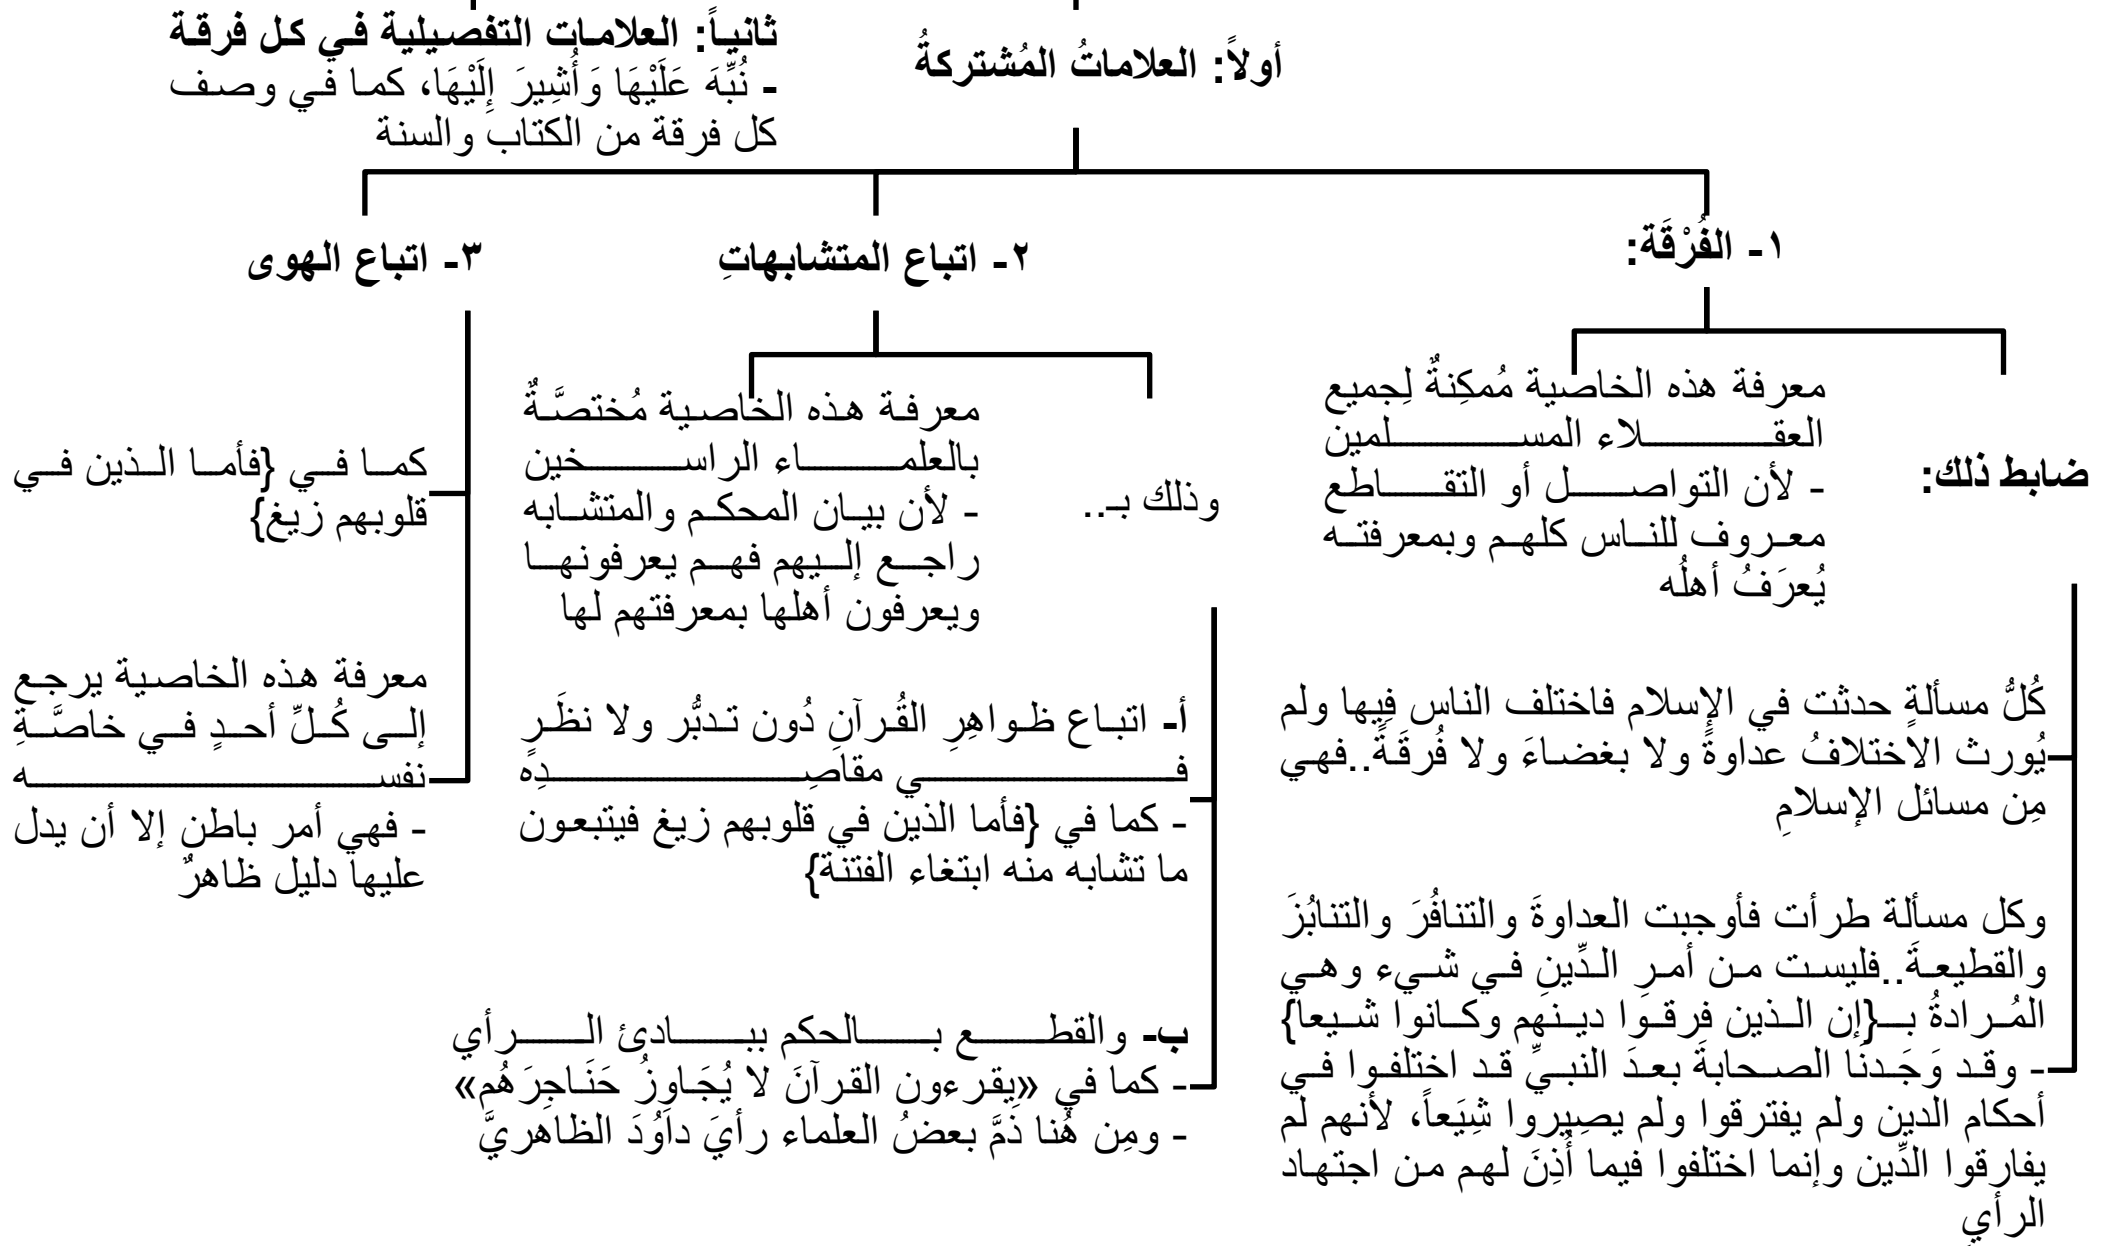 أولاً: العلاماتُ المُشتركةُ
ثانياً: العلامات التفصيلية في كل فرقة
- نُبِّهَ عَلَيْهَا وَأُشِيرَ إِلَيْهَا، كما في وصف
كل فرقة من الكتاب والسنة
١- الفُرْقَة:
٢- اتباع المتشابهاتِ
٣- اتباع الهوى
ضابط ذلك:
كُلُّ مسألةٍ حدثت في الإسلام فاختلف الناس فيها ولم
يُورث الاختلافُ عداوةً ولا بغضاءَ ولا فُرقَةً..فهي
مِن مسائل الإسلامِ
وكل مسألة طرأت فأوجبت العداوةَ والتنافُرَ والتنابُزَ
والقطيعةَ..فليست من أمرِ الدِّينِ في شيء وهي
المُرادةُ بـ{إن الذين فرقوا دينهم وكانوا شيعا}
- وقد وَجَدنَا الصحابةَ بعدَ النبيِّ قد اختلفوا في
أحكام الدين ولم يفترقوا ولم يصِيروا شِيَعاً، لأنهم لم
يفارقوا الدِّين وإنما اختلفوا فيما أُذِنَ لهم من اجتهاد
الرأي
معرفة هذه الخاصية مُمكِنةٌ لِجميع
العقلاء المسلمين
- لأن التواصل أو التقاطع
معروف للناس كلهم وبمعرفته
يُعرَفُ أهلُه
وذلك بـ..
أ- اتباع ظواهِرِ القُرآنِ دُون تدبُّر ولا نظَرٍ
في مقاصِدِه
- كما في {فأما الذين في قلوبهم زيغ فيتبعون
ما تشابه منه ابتغاء الفتنة}
ب- والقطع بالحكم ببادئ الرأي
- كما في «يقرءون القرآنَ لا يُجَاوِزُ حَنَاجِرَهُم»
- ومِن هُنا ذَمَّ بعضُ العلماء رأيَ داوُدَ الظاهريَّ
معرفة هذه الخاصية مُختصَّةٌ
بالعلماء الراسخين
- لأن بيان المحكم والمتشابه
راجع إليهم فهم يعرفونها
ويعرفون أهلها بمعرفتهم لها
كما في {فأما الذين في
قلوبهم زيغ}
معرفة هذه الخاصية يرجع
إلى كُلِّ أحدٍ في خاصَّةِ
نفسه
- فهي أمر باطن إلا أن يدل
عليها دليل ظاهرٌ